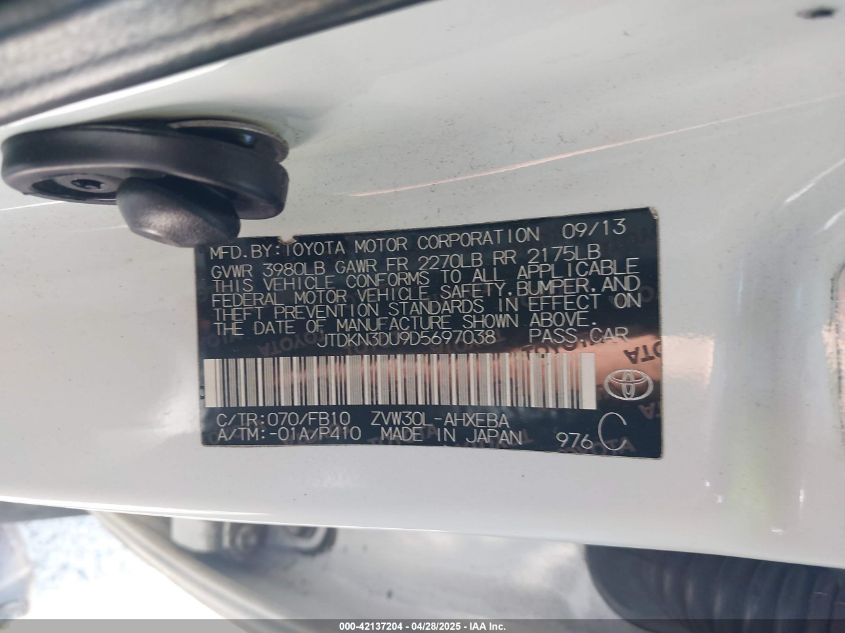 MFD.BY:TOYOTA MOTOR CORPORATION 09/13
GVWR 3980LB GAWR FR 2270LB RR 2175LB
THIS VEHICLE CONFORMS TO ALL APPLICABLE
FEDERAL MOTOR VEHICLE SAFETY,BUMPER,AND
THEFT PREVENTION STANDARDS IN EFFECT ON
THE DATE OF MANUFACTURE SHOWN ABOVE.
JTDKN3DU9D5697038 PASS.CAR
C/TR:070/FB10 ZVW30L-AHXEBA
A/TM:-01A/P410 MADE IN JAPAN 976 C
TOYOTA
TOYOTA
000-42137204 - 04/28/2025 - IAA Inc.